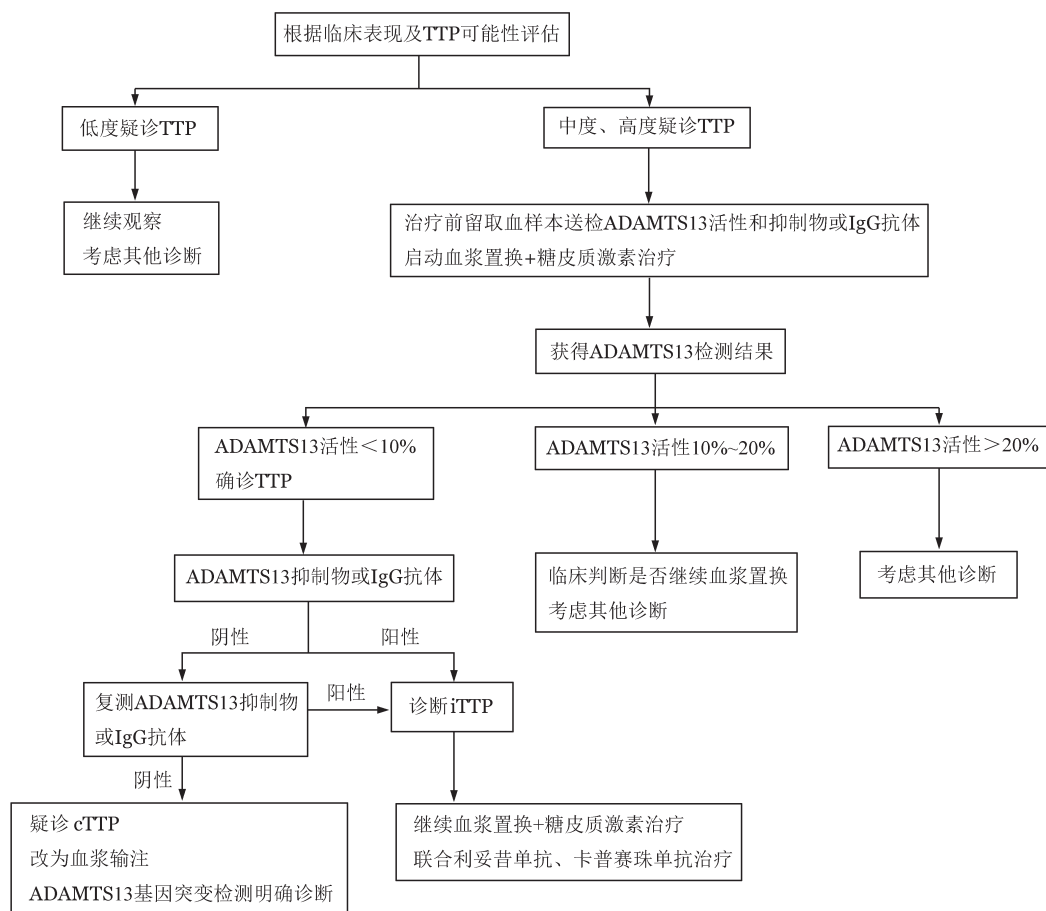 根据临床表现及TTP可能性评估
低度疑诊TTP
中度、高度疑诊TTP
继续观察
考虑其他诊断
治疗前留取血样本送检ADAMTS13活性和抑制物或IgG抗体
启动血浆置换+糖皮质激素治疗
获得ADAMTS13检测结果
ADAMTS13活性＜10%
确诊TTP
ADAMTS13活性10%~20%
ADAMTS13活性＞20%
ADAMTS13抑制物或IgG抗体
临床判断是否继续血浆置换
考虑其他诊断
考虑其他诊断
阴性
阳性
复测ADAMTS13抑制物
或IgG抗体
阳性
诊断iTTP
阴性
疑诊 cTTP
改为血浆输注
ADAMTS13基因突变检测明确诊断
继续血浆置换+糖皮质激素治疗
联合利妥昔单抗、卡普赛珠单抗治疗